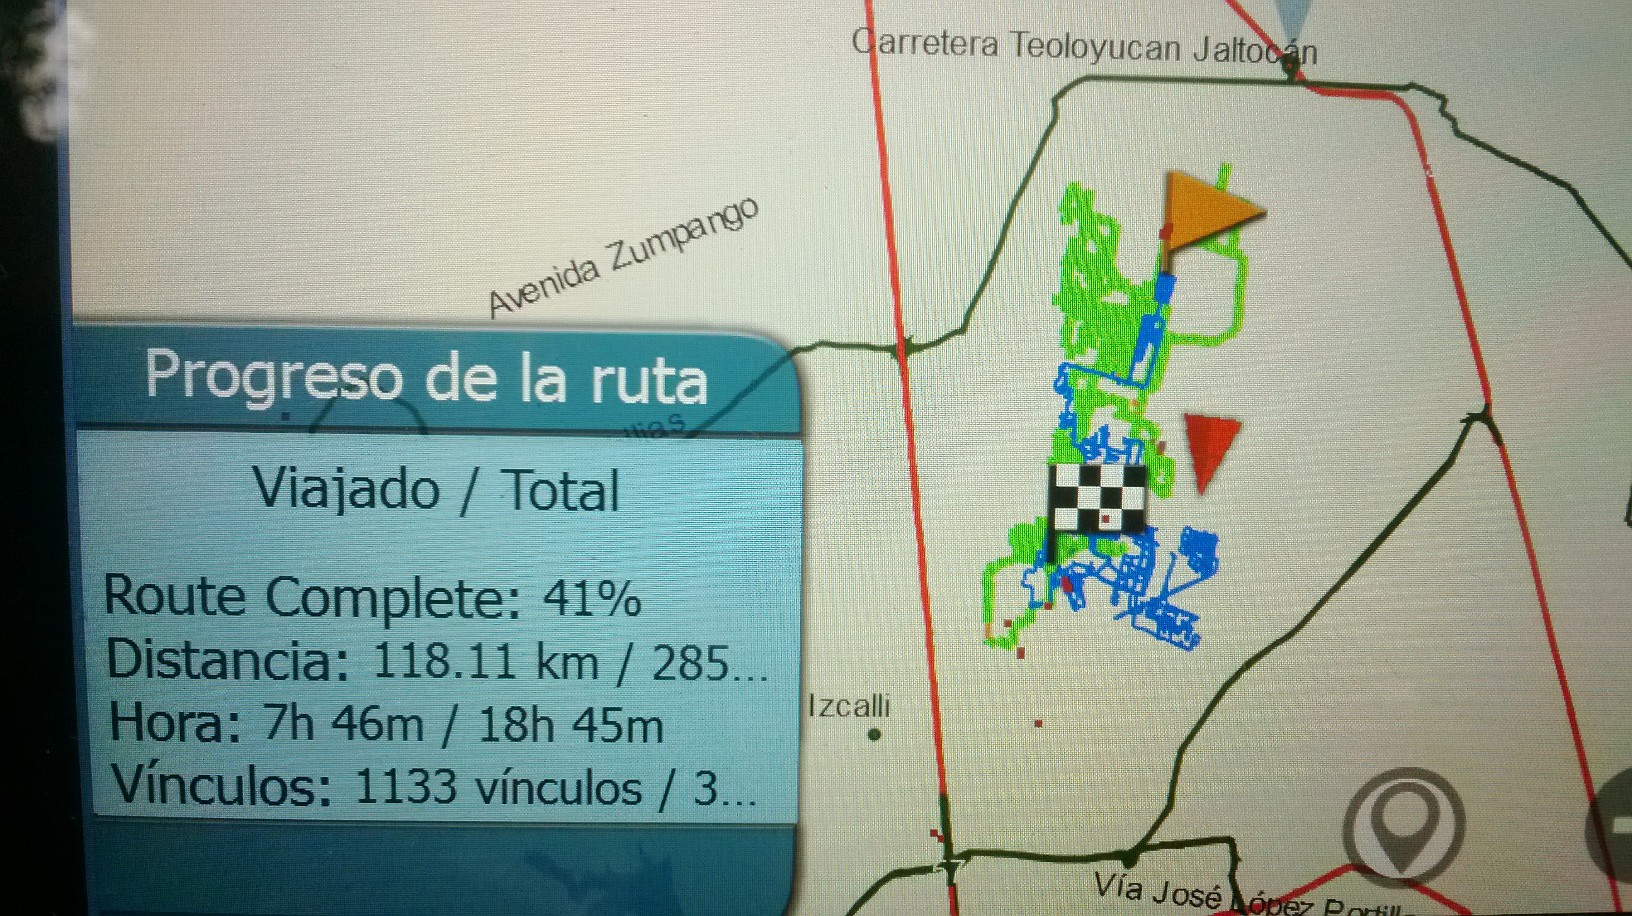 Carretera Teoloyucan Jaltocán
Avenida Zumpango
Progreso de la ruta
Viajado / Total
Route Complete: 41%
Distancia: 118.11 km / 285...
Hora: 7h 46m / 18h 45m
Vínculos: 1133 vínculos / 3...
Izcalli
Vía José López Portill